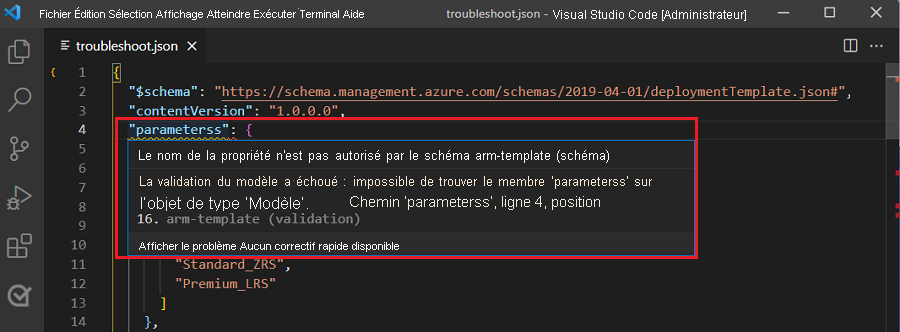 Fichier Édition Sélection Affichage Atteindre Exécuter Terminal Aide troubleshoot.json - Visual Studio Code [Administrateur]
troubleshoot.json
1 {
2 "$schema": "https://schema.management.azure.com/schemas/2019-04-01/deploymentTemplate.json#",
3 "contentVersion": "1.0.0.0",
4 "parameterss": {
5 Le nom de la propriété n'est pas autorisé par le schéma arm-template (schéma)
6
7 La validation du modèle a échoué : impossible de trouver le membre 'parameterss' sur
8 l'objet de type 'Modèle'. Chemin 'parameterss', ligne 4, position
9 16. arm-template (validation)
10 Afficher le problème Aucun correctif rapide disponible
11 "Standard_ZRS",
12 "Premium_LRS"
13 ]
14 },